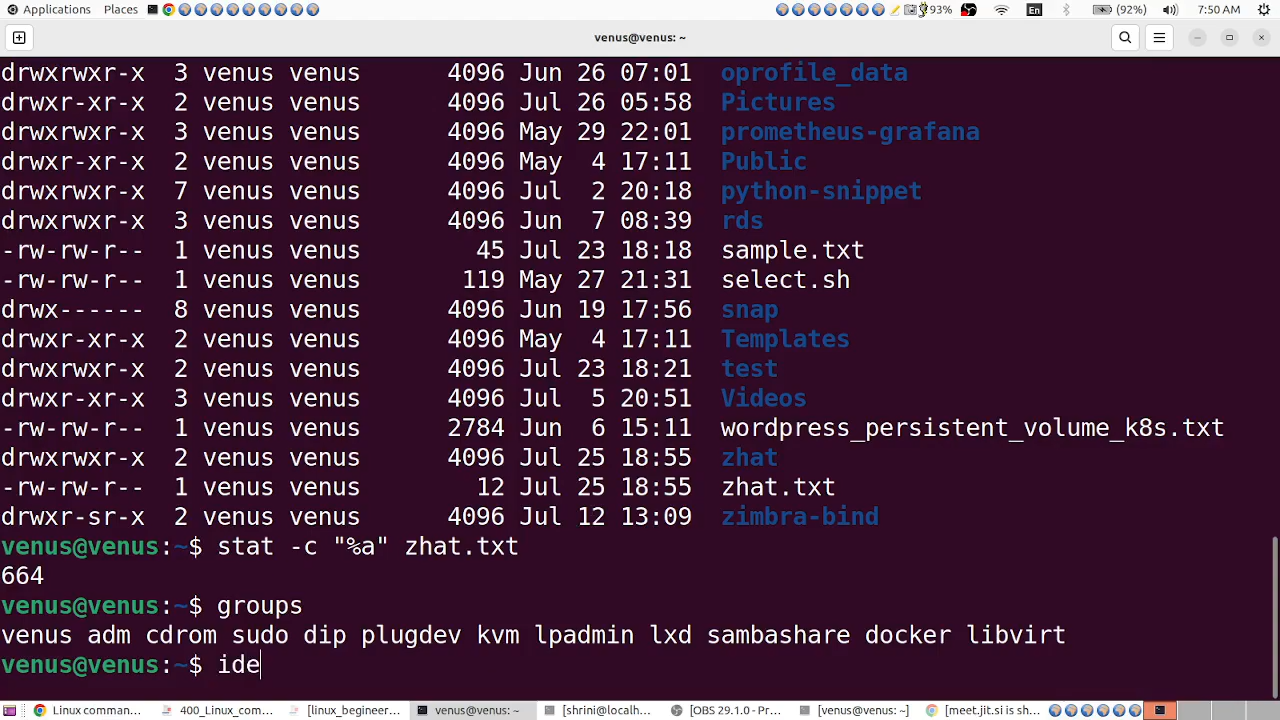 Applications Places 93% En (92%) 7:50 AM
venus@venus: ~
drwxrwxr-x 3 venus venus 4096 Jun 26 07:01 oprofile_data
drwxr-xr-x 2 venus venus 4096 Jul 26 05:58 Pictures
drwxrwxr-x 3 venus venus 4096 May 29 22:01 prometheus-grafana
drwxr-xr-x 2 venus venus 4096 May 4 17:11 Public
drwxrwxr-x 7 venus venus 4096 Jul 2 20:18 python-snippet
drwxrwxr-x 3 venus venus 4096 Jun 7 08:39 rds
-rw-rw-r-- 1 venus venus 45 Jul 23 18:18 sample.txt
-rw-rw-r-- 1 venus venus 119 May 27 21:31 select.sh
drwx------ 8 venus venus 4096 Jun 19 17:56 snap
drwxr-xr-x 2 venus venus 4096 May 4 17:11 Templates
drwxrwxr-x 2 venus venus 4096 Jul 23 18:21 test
drwxr-xr-x 3 venus venus 4096 Jul 5 20:51 Videos
-rw-rw-r-- 1 venus venus 2784 Jun 6 15:11 wordpress_persistent_volume_k8s.txt
drwxrwxr-x 2 venus venus 4096 Jul 25 18:55 zhat
-rw-rw-r-- 1 venus venus 12 Jul 25 18:55 zhat.txt
drwxr-sr-x 2 venus venus 4096 Jul 12 13:09 zimbra-bind
venus@venus:~$ stat -c "%a" zhat.txt
664
venus@venus:~$ groups
venus adm cdrom sudo dip plugdev kvm lpadmin lxd sambashare docker libvirt
venus@venus:~$ ide
Linux comman... 400_Linux_com... [linux_begineer... venus@venus: ~ [shrini@localh... [OBS 29.1.0 - Pr... [venus@venus: ~] [meet.jit.si is sh...